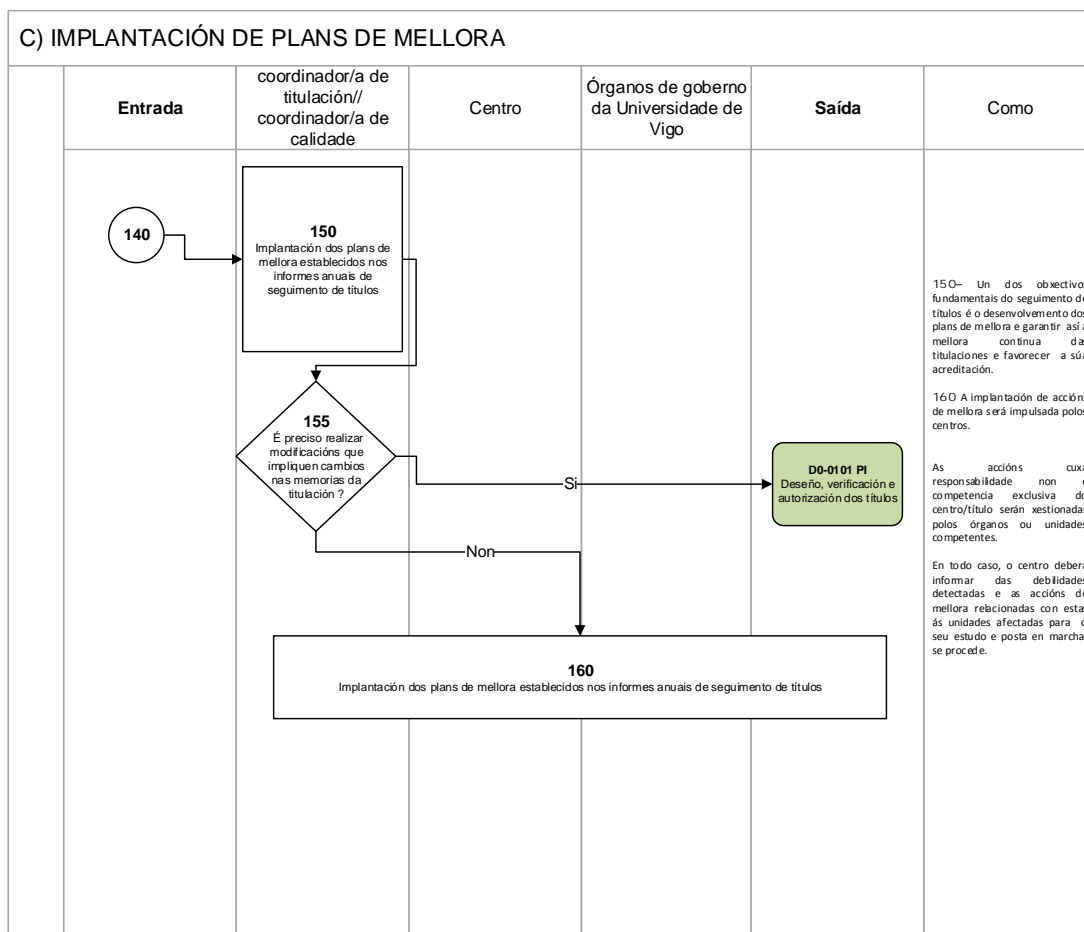 C) IMPLANTACIÓN DE PLANS DE MELLORA
Entrada
coordinador/a de
titulación//
coordinador/a de
calidade
Centro
Órganos de goberno
da Universidade de
Vigo
Saída
Como
140
150
Implantación dos plans de
mellora establecidos nos
informes anuais de
seguimento de títulos
155
É preciso realizar
modificacións que
impliquen cambios
nas memorias da
titulación ?
Si
D0-0101 PI
Deseño, verificación e
autorización dos títulos
Non
160
Implantación dos plans de mellora establecidos nos informes anuais de seguimento de títulos
150– Un dos obxectivos
fundamentais do seguimento de
títulos é o desenvolvemento dos
plans de mellora e garantir así a
mellora continua das
titulaciones e favorecer a súa
acreditación.
160 A implantación de accións
de mellora será impulsada polos
centros.
As accións cuxa
responsabilidade non é
competencia exclusiva do
centro/título serán xestionadas
polos órganos ou unidades
competentes.
En todo caso, o centro deberá
informar das debilidades
detectadas e as accións de
mellora relacionadas con estas
ás unidades afectadas para o
seu estudo e posta en marcha
se procede.